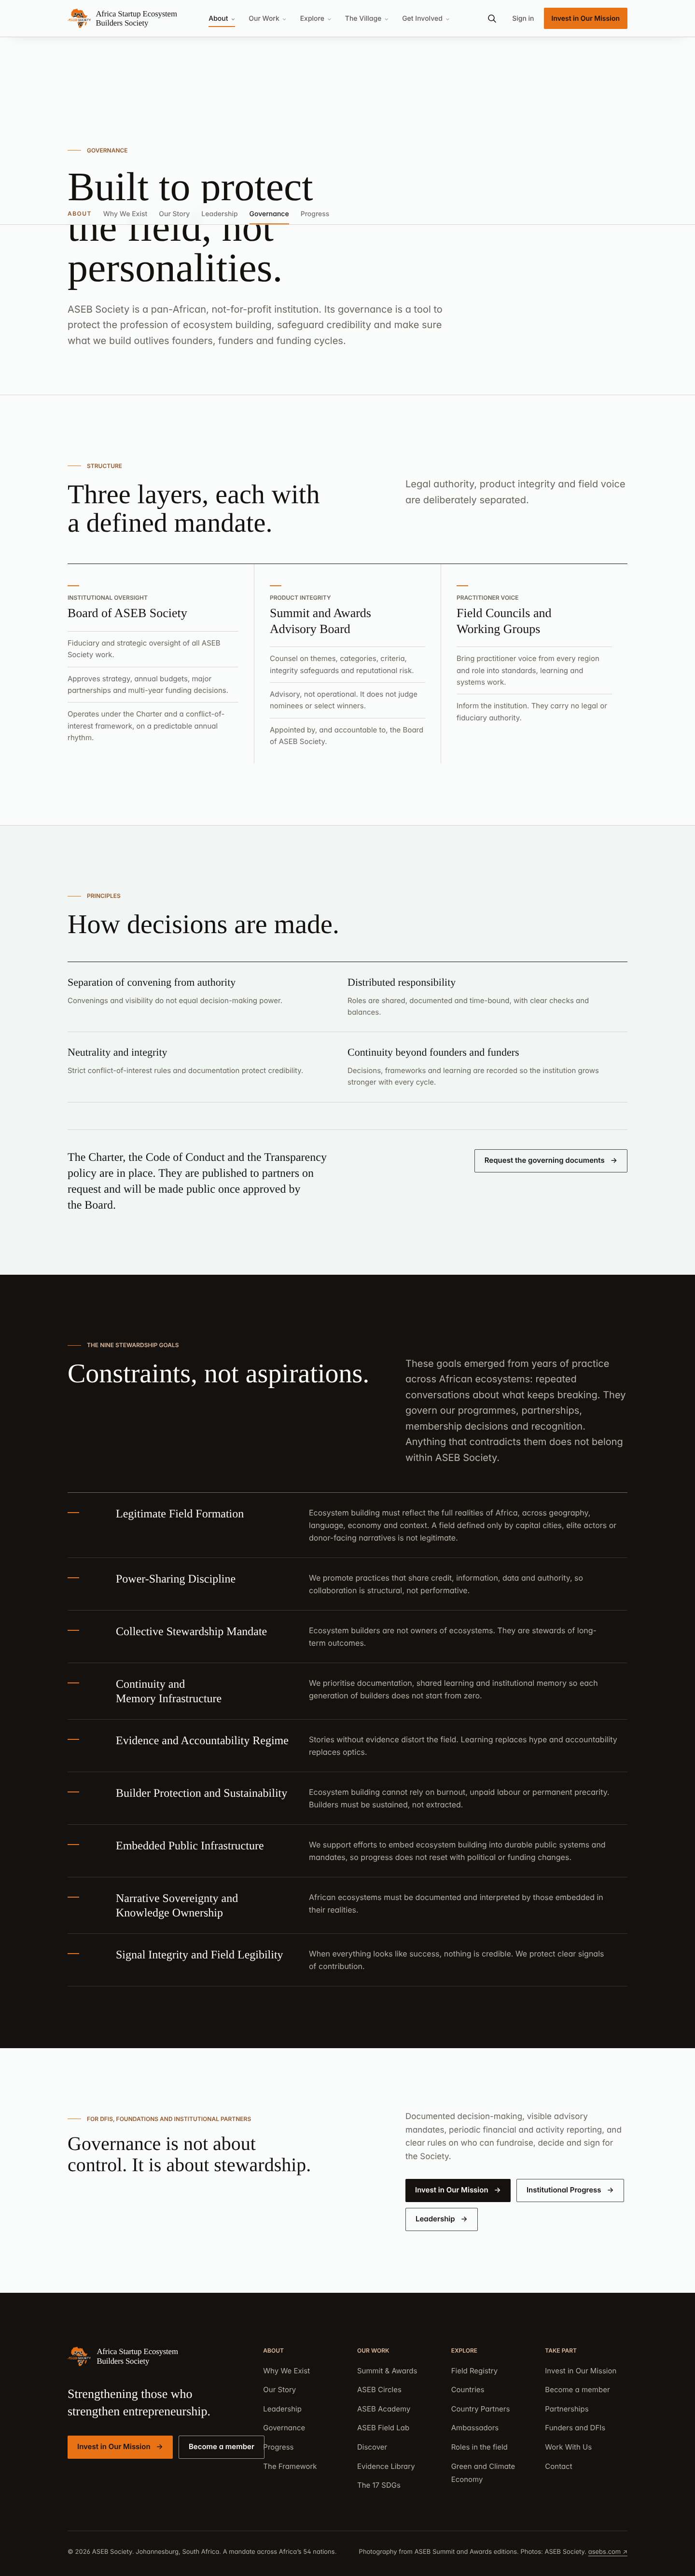 Africa Startup Ecosystem
Builders Society
About
Our Work
Explore
The Village
Get Involved
Sign in
Invest in Our Mission
GOVERNANCE
Built to protect
ABOUT
Why We Exist
Our Story
Leadership
Governance
Progress
the field, not
personalities.
ASEB Society is a pan-African, not-for-profit institution. Its governance is a tool to
protect the profession of ecosystem building, safeguard credibility and make sure
what we build outlives founders, funders and funding cycles.
STRUCTURE
Three layers, each with
a defined mandate.
Legal authority, product integrity and field voice
are deliberately separated.
INSTITUTIONAL OVERSIGHT
Board of ASEB Society
Fiduciary and strategic oversight of all ASEB
Society work.
Approves strategy, annual budgets, major
partnerships and multi-year funding decisions.
Operates under the Charter and a conflict-of-
interest framework, on a predictable annual
rhythm.
PRODUCT INTEGRITY
Summit and Awards
Advisory Board
Counsel on themes, categories, criteria,
integrity safeguards and reputational risk.
Advisory, not operational. It does not judge
nominees or select winners.
Appointed by, and accountable to, the Board
of ASEB Society.
PRACTITIONER VOICE
Field Councils and
Working Groups
Bring practitioner voice from every region
and role into standards, learning and
systems work.
Inform the institution. They carry no legal or
fiduciary authority.
PRINCIPLES
How decisions are made.
Separation of convening from authority
Convenings and visibility do not equal decision-making power.
Distributed responsibility
Roles are shared, documented and time-bound, with clear checks and
balances.
Neutrality and integrity
Strict conflict-of-interest rules and documentation protect credibility.
Continuity beyond founders and funders
Decisions, frameworks and learning are recorded so the institution grows
stronger with every cycle.
The Charter, the Code of Conduct and the Transparency
policy are in place. They are published to partners on
request and will be made public once approved by
the Board.
Request the governing documents →
THE NINE STEWARDSHIP GOALS
Constraints, not aspirations.
These goals emerged from years of practice
across African ecosystems: repeated
conversations about what keeps breaking. They
govern our programmes, partnerships,
membership decisions and recognition.
Anything that contradicts them does not belong
within ASEB Society.
Legitimate Field Formation
Ecosystem building must reflect the full realities of Africa, across geography,
language, economy and context. A field defined only by capital cities, elite actors or
donor-facing narratives is not legitimate.
Power-Sharing Discipline
We promote practices that share credit, information, data and authority, so
collaboration is structural, not performative.
Collective Stewardship Mandate
Ecosystem builders are not owners of ecosystems. They are stewards of long-
term outcomes.
Continuity and
Memory Infrastructure
We prioritise documentation, shared learning and institutional memory so each
generation of builders does not start from zero.
Evidence and Accountability Regime
Stories without evidence distort the field. Learning replaces hype and accountability
replaces optics.
Builder Protection and Sustainability
Ecosystem building cannot rely on burnout, unpaid labour or permanent precarity.
Builders must be sustained, not extracted.
Embedded Public Infrastructure
We support efforts to embed ecosystem building into durable public systems and
mandates, so progress does not reset with political or funding changes.
Narrative Sovereignty and
Knowledge Ownership
African ecosystems must be documented and interpreted by those embedded in
their realities.
Signal Integrity and Field Legibility
When everything looks like success, nothing is credible. We protect clear signals
of contribution.
FOR DFIS, FOUNDATIONS AND INSTITUTIONAL PARTNERS
Governance is not about
control. It is about stewardship.
Documented decision-making, visible advisory
mandates, periodic financial and activity reporting, and
clear rules on who can fundraise, decide and sign for
the Society.
Invest in Our Mission →
Institutional Progress →
Leadership →
Africa Startup Ecosystem
Builders Society
Strengthening those who
strengthen entrepreneurship.
Invest in Our Mission →
Become a member
ABOUT
Why We Exist
Our Story
Leadership
Governance
Progress
The Framework
OUR WORK
Summit & Awards
ASEB Circles
ASEB Academy
ASEB Field Lab
Discover
Evidence Library
The 17 SDGs
EXPLORE
Field Registry
Countries
Country Partners
Ambassadors
Roles in the field
Green and Climate
Economy
TAKE PART
Invest in Our Mission
Become a member
Partnerships
Funders and DFIs
Work With Us
Contact
© 2026 ASEB Society. Johannesburg, South Africa. A mandate across Africa's 54 nations.
Photography from ASEB Summit and Awards editions. Photos: ASEB Society. asebs.com ↗